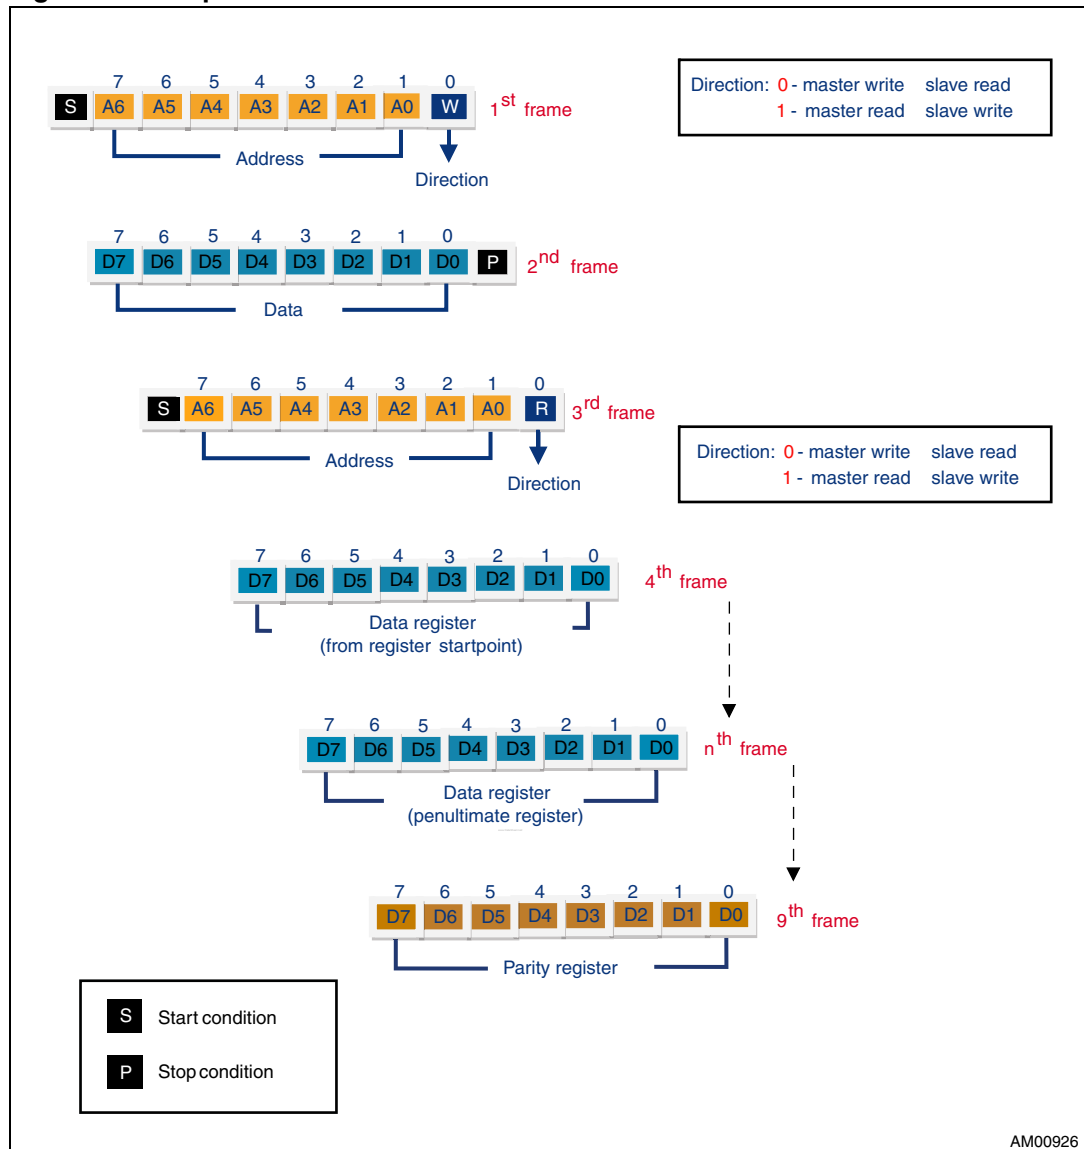 7 6 5 4 3 2 1 0
S A6 A5 A4 A3 A2 A1 A0 W 1st frame
Address
Direction
Direction: 0 - master write slave read
1 - master read slave write
7 6 5 4 3 2 1 0
D7 D6 D5 D4 D3 D2 D1 D0 P 2nd frame
Data
7 6 5 4 3 2 1 0
S A6 A5 A4 A3 A2 A1 A0 R 3rd frame
Address
Direction
Direction: 0 - master write slave read
1 - master read slave write
7 6 5 4 3 2 1 0
D7 D6 D5 D4 D3 D2 D1 D0 4th frame
Data register
(from register startpoint)
7 6 5 4 3 2 1 0
D7 D6 D5 D4 D3 D2 D1 D0 nth frame
Data register
(penultimate register)
7 6 5 4 3 2 1 0
D7 D6 D5 D4 D3 D2 D1 D0 9th frame
Parity register
S Start condition
P Stop condition
AM00926